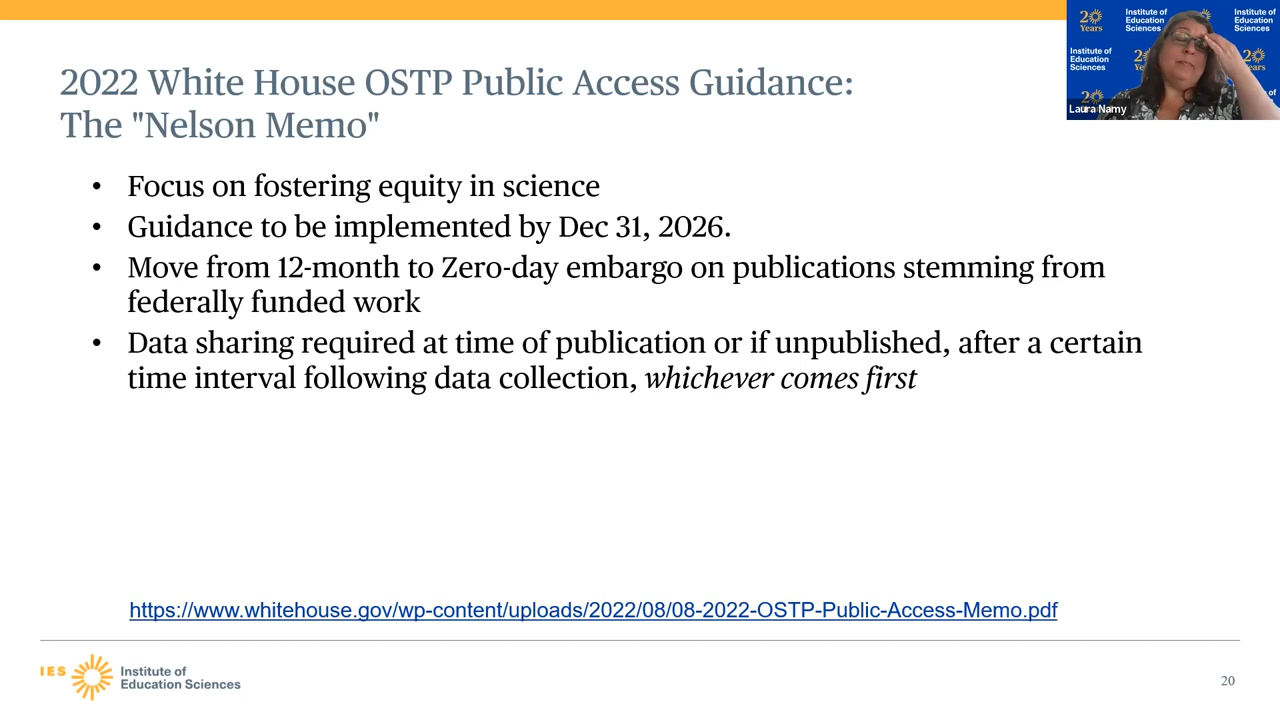 2022 White House OSTP Public Access Guidance:
The "Nelson Memo"
• Focus on fostering equity in science
• Guidance to be implemented by Dec 31, 2026.
• Move from 12-month to Zero-day embargo on publications stemming from
federally funded work
• Data sharing required at time of publication or if unpublished, after a certain
time interval following data collection, whichever comes first
https://www.whitehouse.gov/wp-content/uploads/2022/08/08-2022-OSTP-Public-Access-Memo.pdf
IES
Institute of
Education Sciences
20
20
Years
Institute of
Education
Sciences
Institute of
Education
Sciences
Institute of
Education
Sciences
Laura Namy